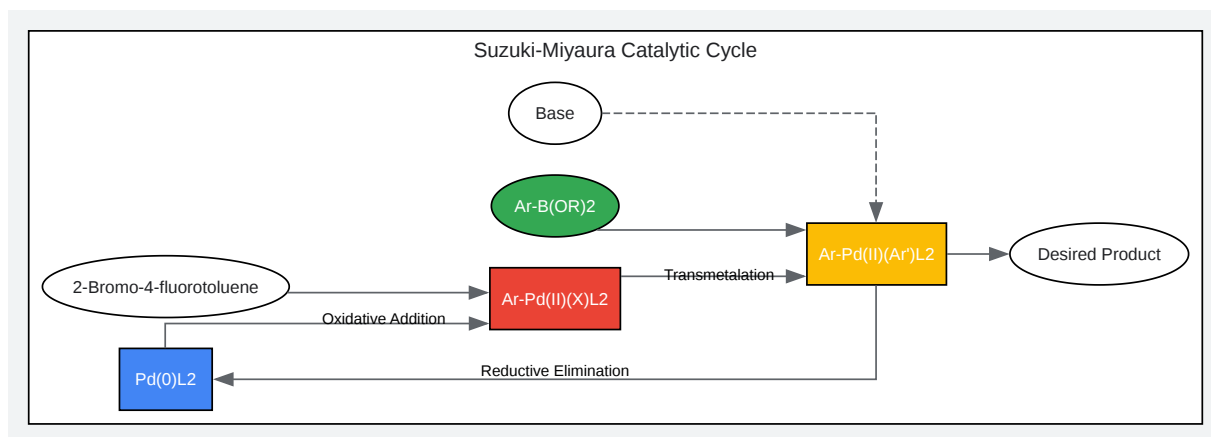 Suzuki-Miyaura Catalytic Cycle
Base
Ar-B(OR)2
Ar-Pd(II)(Ar')L2
Desired Product
2-Bromo-4-fluorotoluene
Ar-Pd(II)(X)L2
Transmetalation
Oxidative Addition
Pd(0)L2
Reductive Elimination